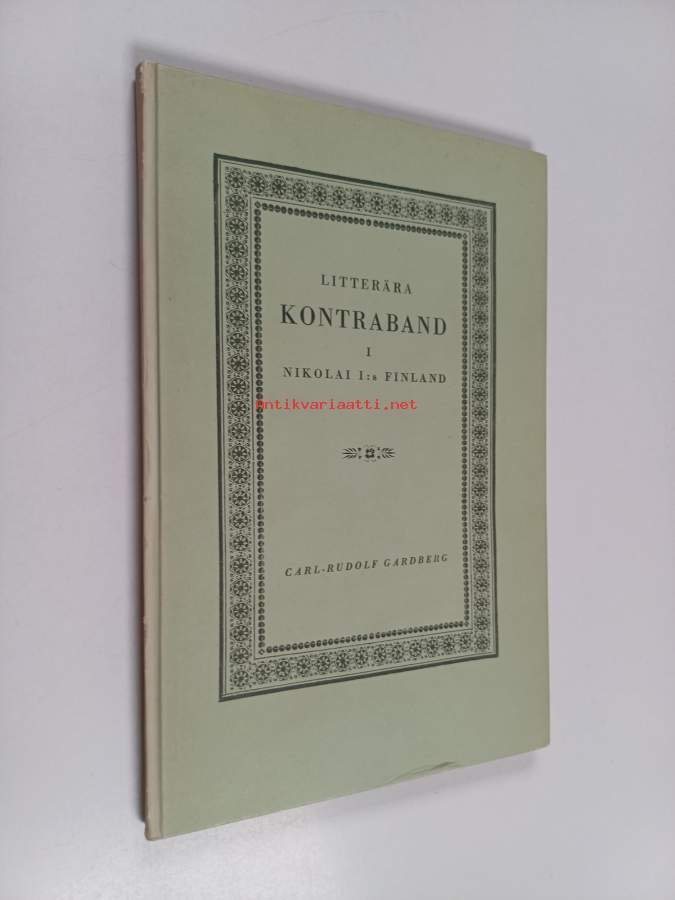 LITTERÄRA
KONTRABAND
I
NIKOLAI I:s FINLAND
antikvariaatti.net
CARL-RUDOLF GARDBERG